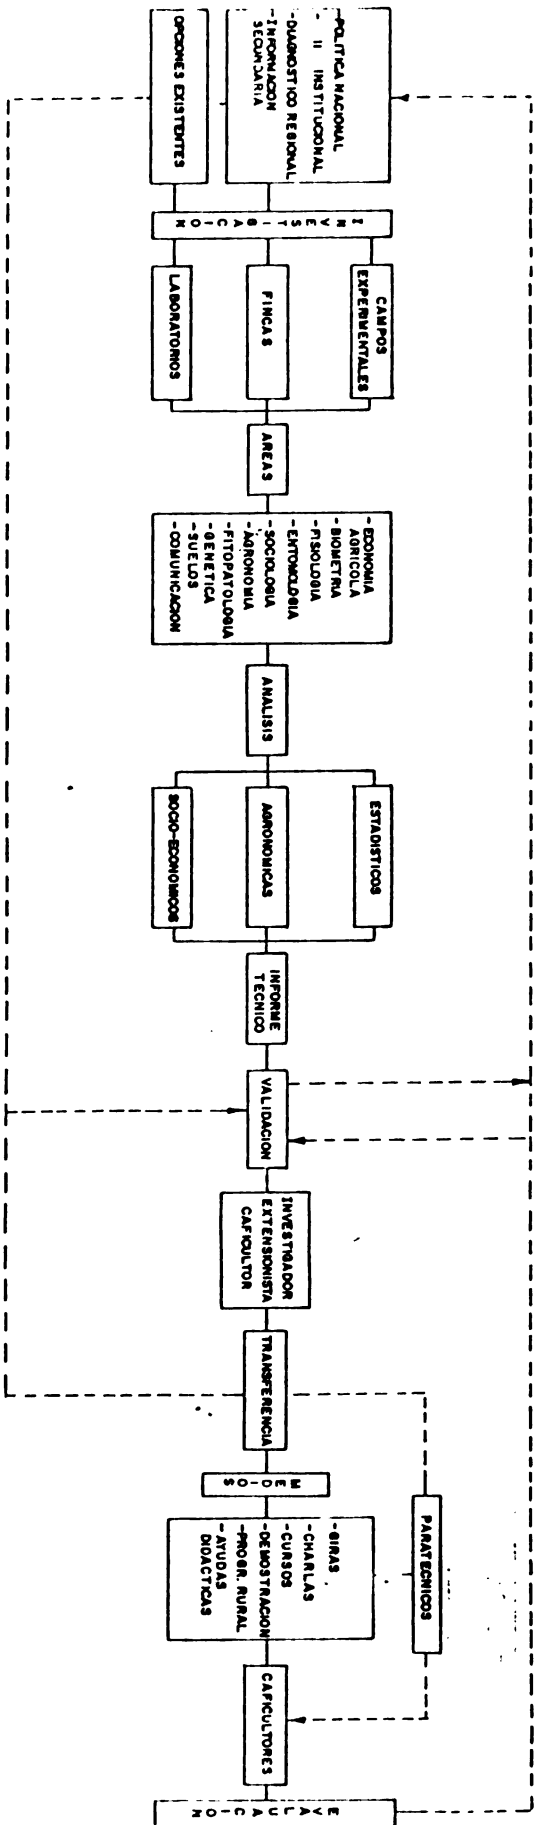 -POLITICA NACIONAL
- II INSTITUCIONAL
-DIAGNOSTICO REGIONAL
-INFORMACION
SECUNDARIA
OPCIONES EXISTENTES
INVESTIGACION
CAMPOS
EXPERIMENTALES
FINCAS
LABORATORIOS
AREAS
-ECONOMIA
AGRICOLA
-BIOMETRIA
-FISIOLOGIA
-ENTOMOLOGIA
-SOCIOLOGIA
-AGRONOMIA
-FITOPATOLOGIA
-GENETICA
-SUELOS
-COMUNICACION
ANALISIS
ESTADISTICOS
AGRONOMICAS
SOCIO-ECONOMICOS
INFORME
TECNICO
VALIDACION
INVESTIGADOR
EXTENSIONISTA
CAFICULTOR
TRANSFERENCIA
PARATECNICOS
MEDIOS
-GIRAS
-CHARLAS
-CURSOS
-DEMOSTRACION
-PROGR. RURAL
-AYUDAS
DIDACTICAS
CAFICULTORES
EVALUACION